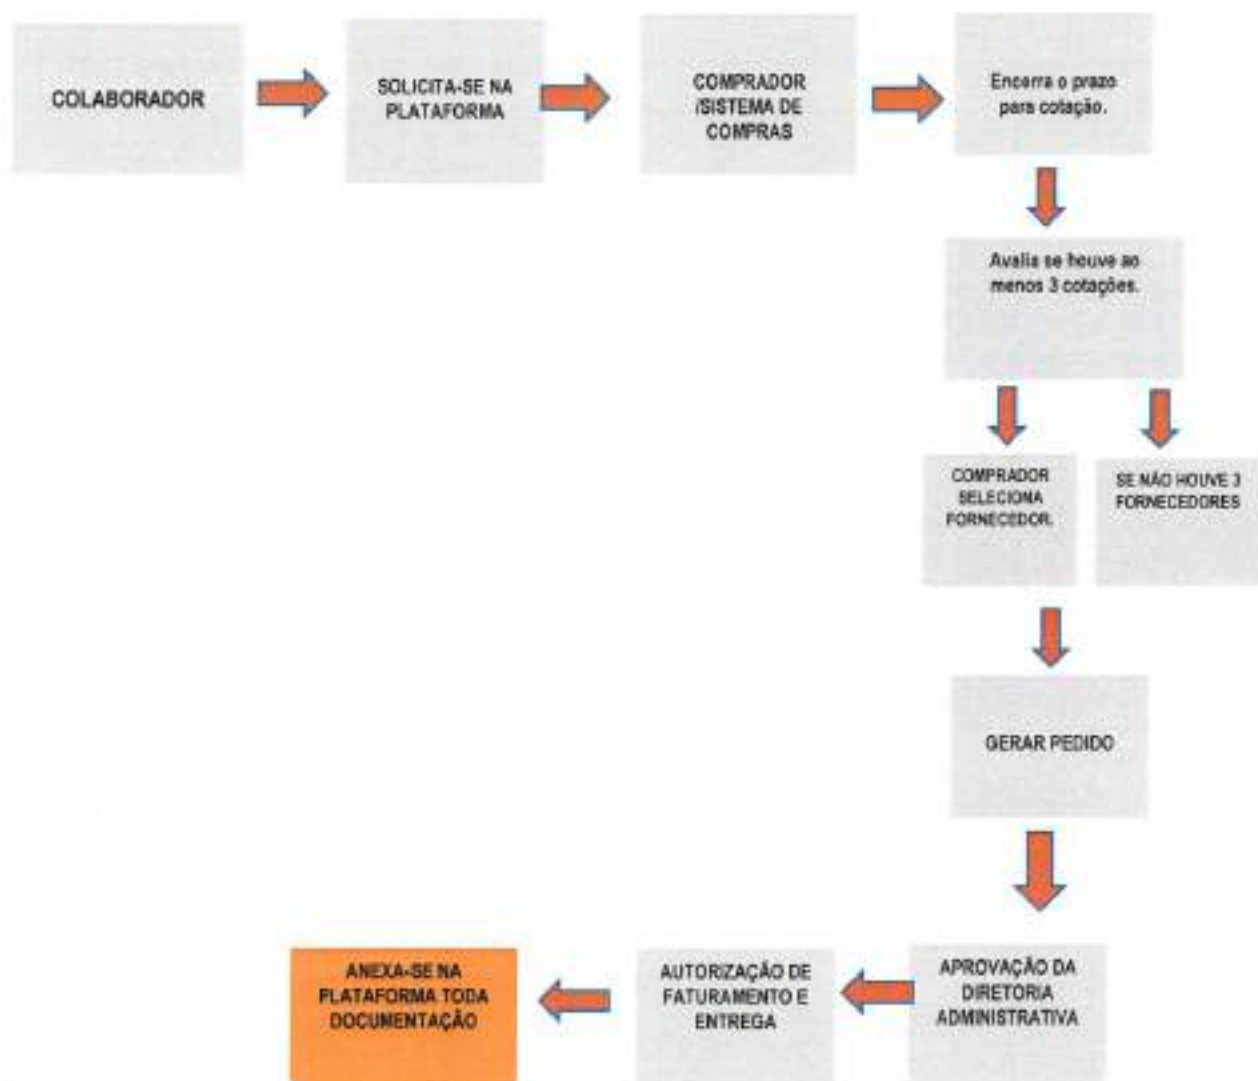 COLABORADOR
SOLICITA-SE NA
PLATAFORMA
COMPRADOR
/SISTEMA DE
COMPRAS
Encerra o prazo
para cotação.
Avalia se houve ao
menos 3 cotações.
COMPRADOR
SELECIONA
FORNECEDOR.
SE NÃO HOUVE 3
FORNECEDORES
GERAR PEDIDO
APROVAÇÃO DA
DIRETORIA
ADMINISTRATIVA
AUTORIZAÇÃO DE
FATURAMENTO E
ENTREGA
ANEXA-SE NA
PLATAFORMA TODA
DOCUMENTAÇÃO